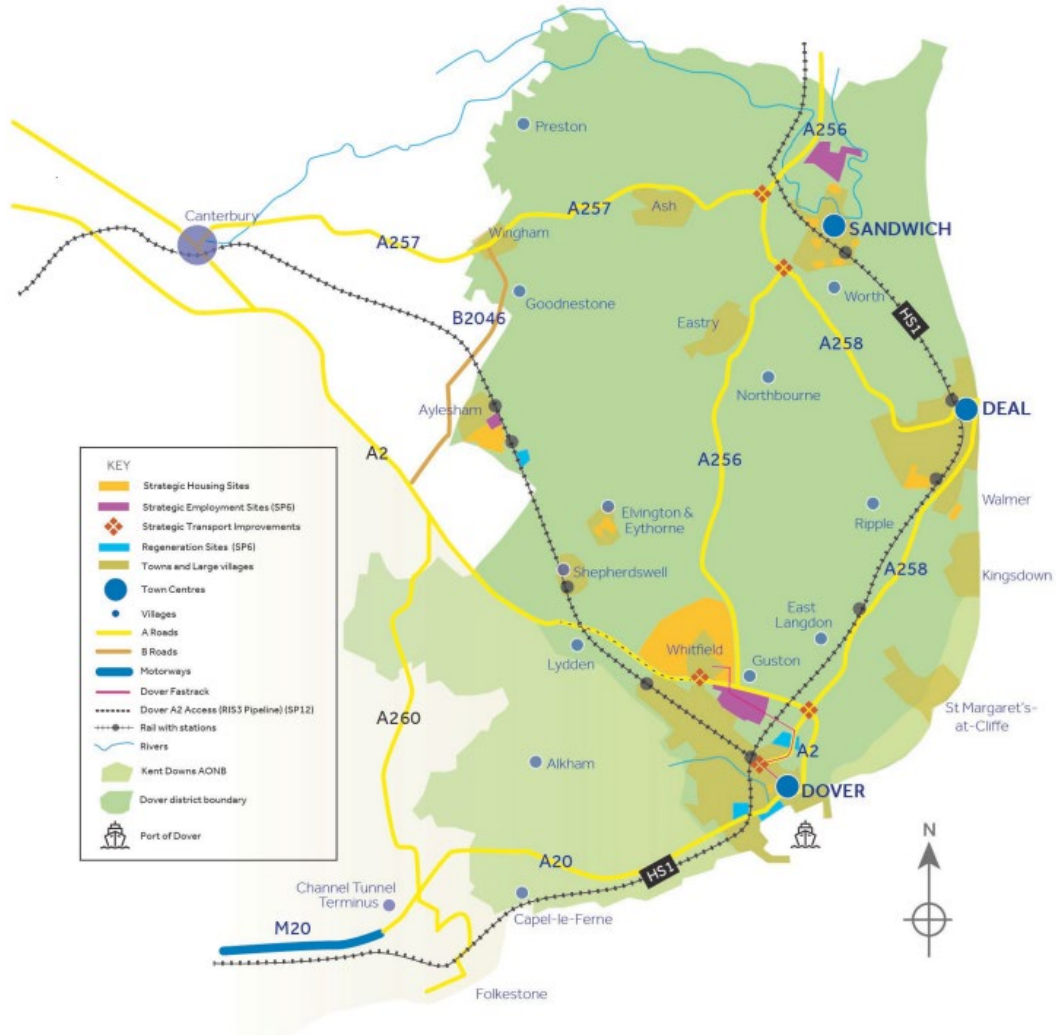 A256
Preston
Canterbury
A257
A257
Ash
Wingham
SANDWICH
Goodnestone
Worth
B2046
HS1
Eastry
A258
Northbourne
Aylesham
DEAL
A2
A256
KEY
Strategic Housing Sites
Strategic Employment Sites (SP6)
Strategic Transport Improvements
Regeneration Sites (SP6)
Towns and Large villages
Town Centres
Villages
A Roads
B Roads
Motorways
Dover Fastrack
Dover A2 Access (RIS3 Pipeline) (SP12)
Rail with stations
Rivers
Kent Downs AONB
Dover district boundary
Port of Dover
Elvington &
Eythorne
Walmer
Ripple
Shepherdswell
Kingsdown
A258
East
Langdon
Whitfield
Lydden
Guston
A260
St Margaret's-
at-Cliffe
A2
Alkham
DOVER
N
A20
HS1
Channel Tunnel
Terminus
Capel-le-Ferne
M20
Folkestone